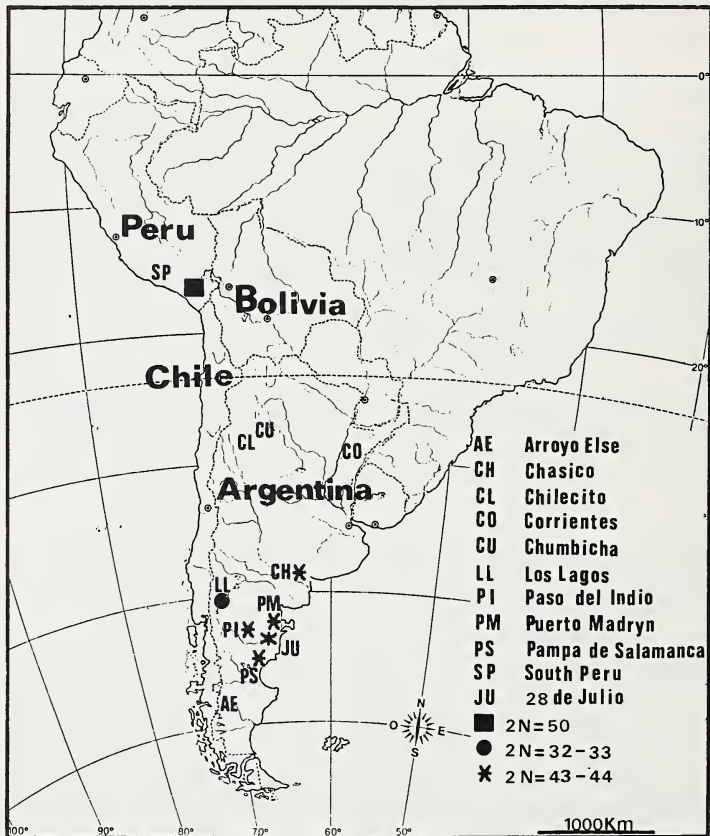 0°
Peru
10°
SP
Bolivia
Chile
20°
CU
CL
CO
Argentina
AE Arroyo Else
CH Chasico
CL Chilecito
CO Corrientes
CU Chumbicha
LL Los Lagos
PI Paso del Indio
PM Puerto Madryn
PS Pampa de Salamanca
SP South Peru
JU 28 de Julio
CH
LL
PM
PI
JU
PS
AE
N
O E
S
2N=50
2N=32-33
2N=43-44
1000Km
100° 90° 80° 70° 60° 50°